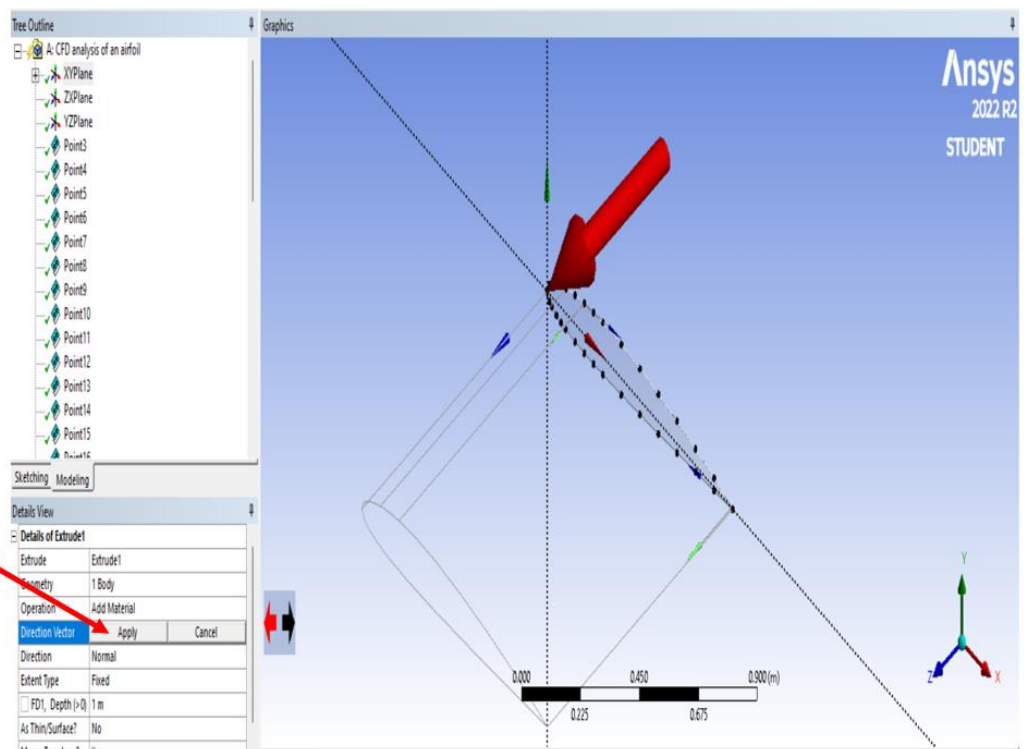 Tree Outline
Graphics
A: CFD analysis of an airfoil
XYPlane
ZXPlane
YZPlane
Point3
Point4
Point5
Point6
Point7
Point8
Point9
Point10
Point11
Point12
Point13
Point14
Point15
Point16
Sketching Modeling
Details View
Details of Extrude1
Extrude Extrude1
Geometry 1 Body
Operation Add Material
Direction Vector Apply Cancel
Direction Normal
Extent Type Fixed
FD1, Depth (>0) 1 m
As Thin/Surface? No
Ansys
2022 R2
STUDENT
Y
Z X
0.000 0.450 0.900 (m)
0.225 0.675